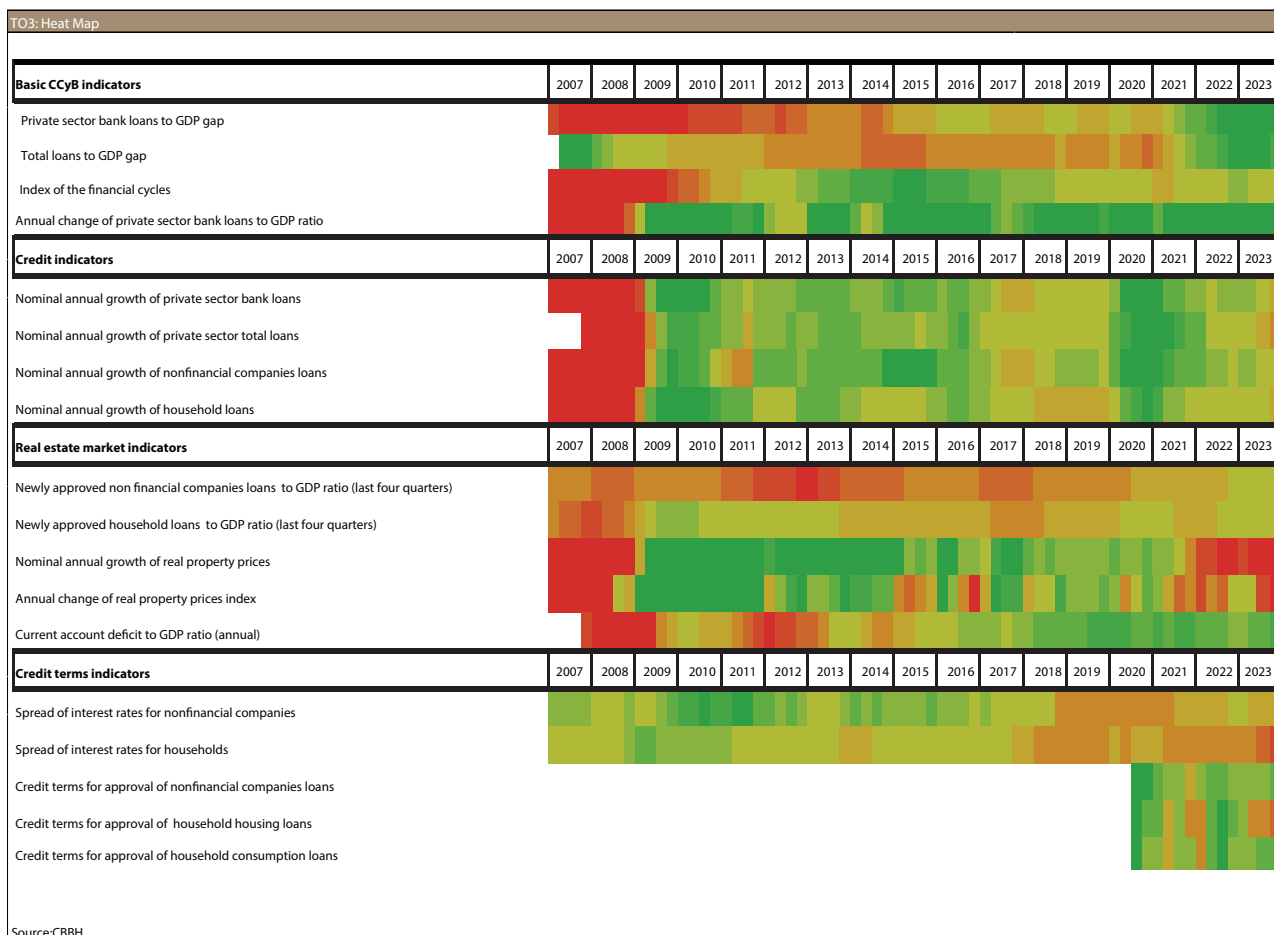 TO3: Heat Map
Basic CCyB indicators 2007 2008 2009 2010 2011 2012 2013 2014 2015 2016 2017 2018 2019 2020 2021 2022 2023
Private sector bank loans to GDP gap
Total loans to GDP gap
Index of the financial cycles
Annual change of private sector bank loans to GDP ratio
Credit indicators 2007 2008 2009 2010 2011 2012 2013 2014 2015 2016 2017 2018 2019 2020 2021 2022 2023
Nominal annual growth of private sector bank loans
Nominal annual growth of private sector total loans
Nominal annual growth of nonfinancial companies loans
Nominal annual growth of household loans
Real estate market indicators 2007 2008 2009 2010 2011 2012 2013 2014 2015 2016 2017 2018 2019 2020 2021 2022 2023
Newly approved non financial companies loans to GDP ratio (last four quarters)
Newly approved household loans to GDP ratio (last four quarters)
Nominal annual growth of real property prices
Annual change of real property prices index
Current account deficit to GDP ratio (annual)
Credit terms indicators 2007 2008 2009 2010 2011 2012 2013 2014 2015 2016 2017 2018 2019 2020 2021 2022 2023
Spread of interest rates for nonfinancial companies
Spread of interest rates for households
Credit terms for approval of nonfinancial companies loans
Credit terms for approval of household housing loans
Credit terms for approval of household consumption loans
Source:CBBH